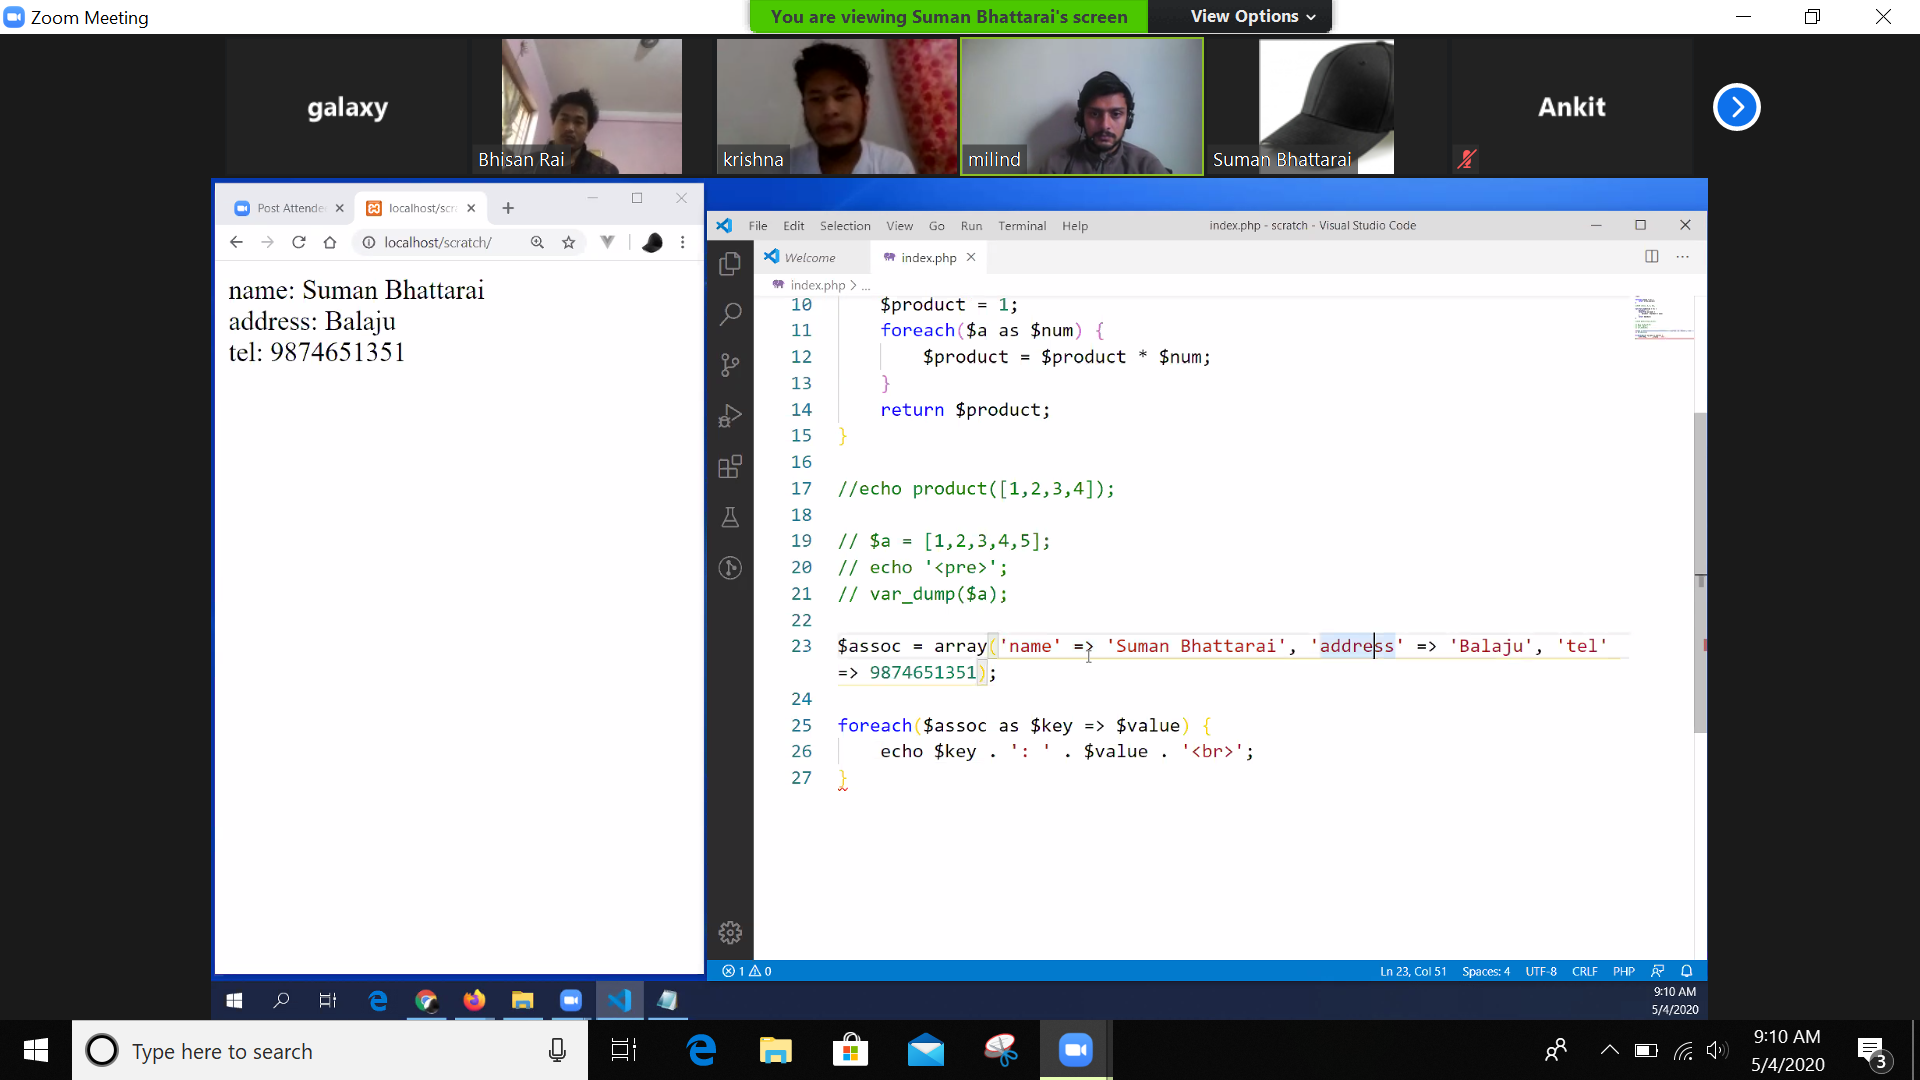 Zoom Meeting
You are viewing Suman Bhattarai's screen
View Options
galaxy
Bhisan Rai
krishna
milind
Suman Bhattarai
Ankit
Post Attende
localhost/scra
localhost/scratch/
name: Suman Bhattarai
address: Balaju
tel: 9874651351
File Edit Selection View Go Run Terminal Help
index.php - scratch - Visual Studio Code
Welcome
index.php
index.php > ...
10 $product = 1;
11 foreach($a as $num) {
12 $product = $product * $num;
13 }
14 return $product;
15 }
16
17 //echo product([1,2,3,4]);
18
19 // $a = [1,2,3,4,5];
20 // echo '<pre>';
21 // var_dump($a);
22
23 $assoc = array('name' => 'Suman Bhattarai', 'address' => 'Balaju', 'tel'
=> 9874651351);
24
25 foreach($assoc as $key => $value) {
26 echo $key . ': ' . $value . '<br>';
27 }
1 0
Ln 23, Col 51 Spaces: 4 UTF-8 CRLF PHP
9:10 AM
5/4/2020
Type here to search
9:10 AM
5/4/2020
3